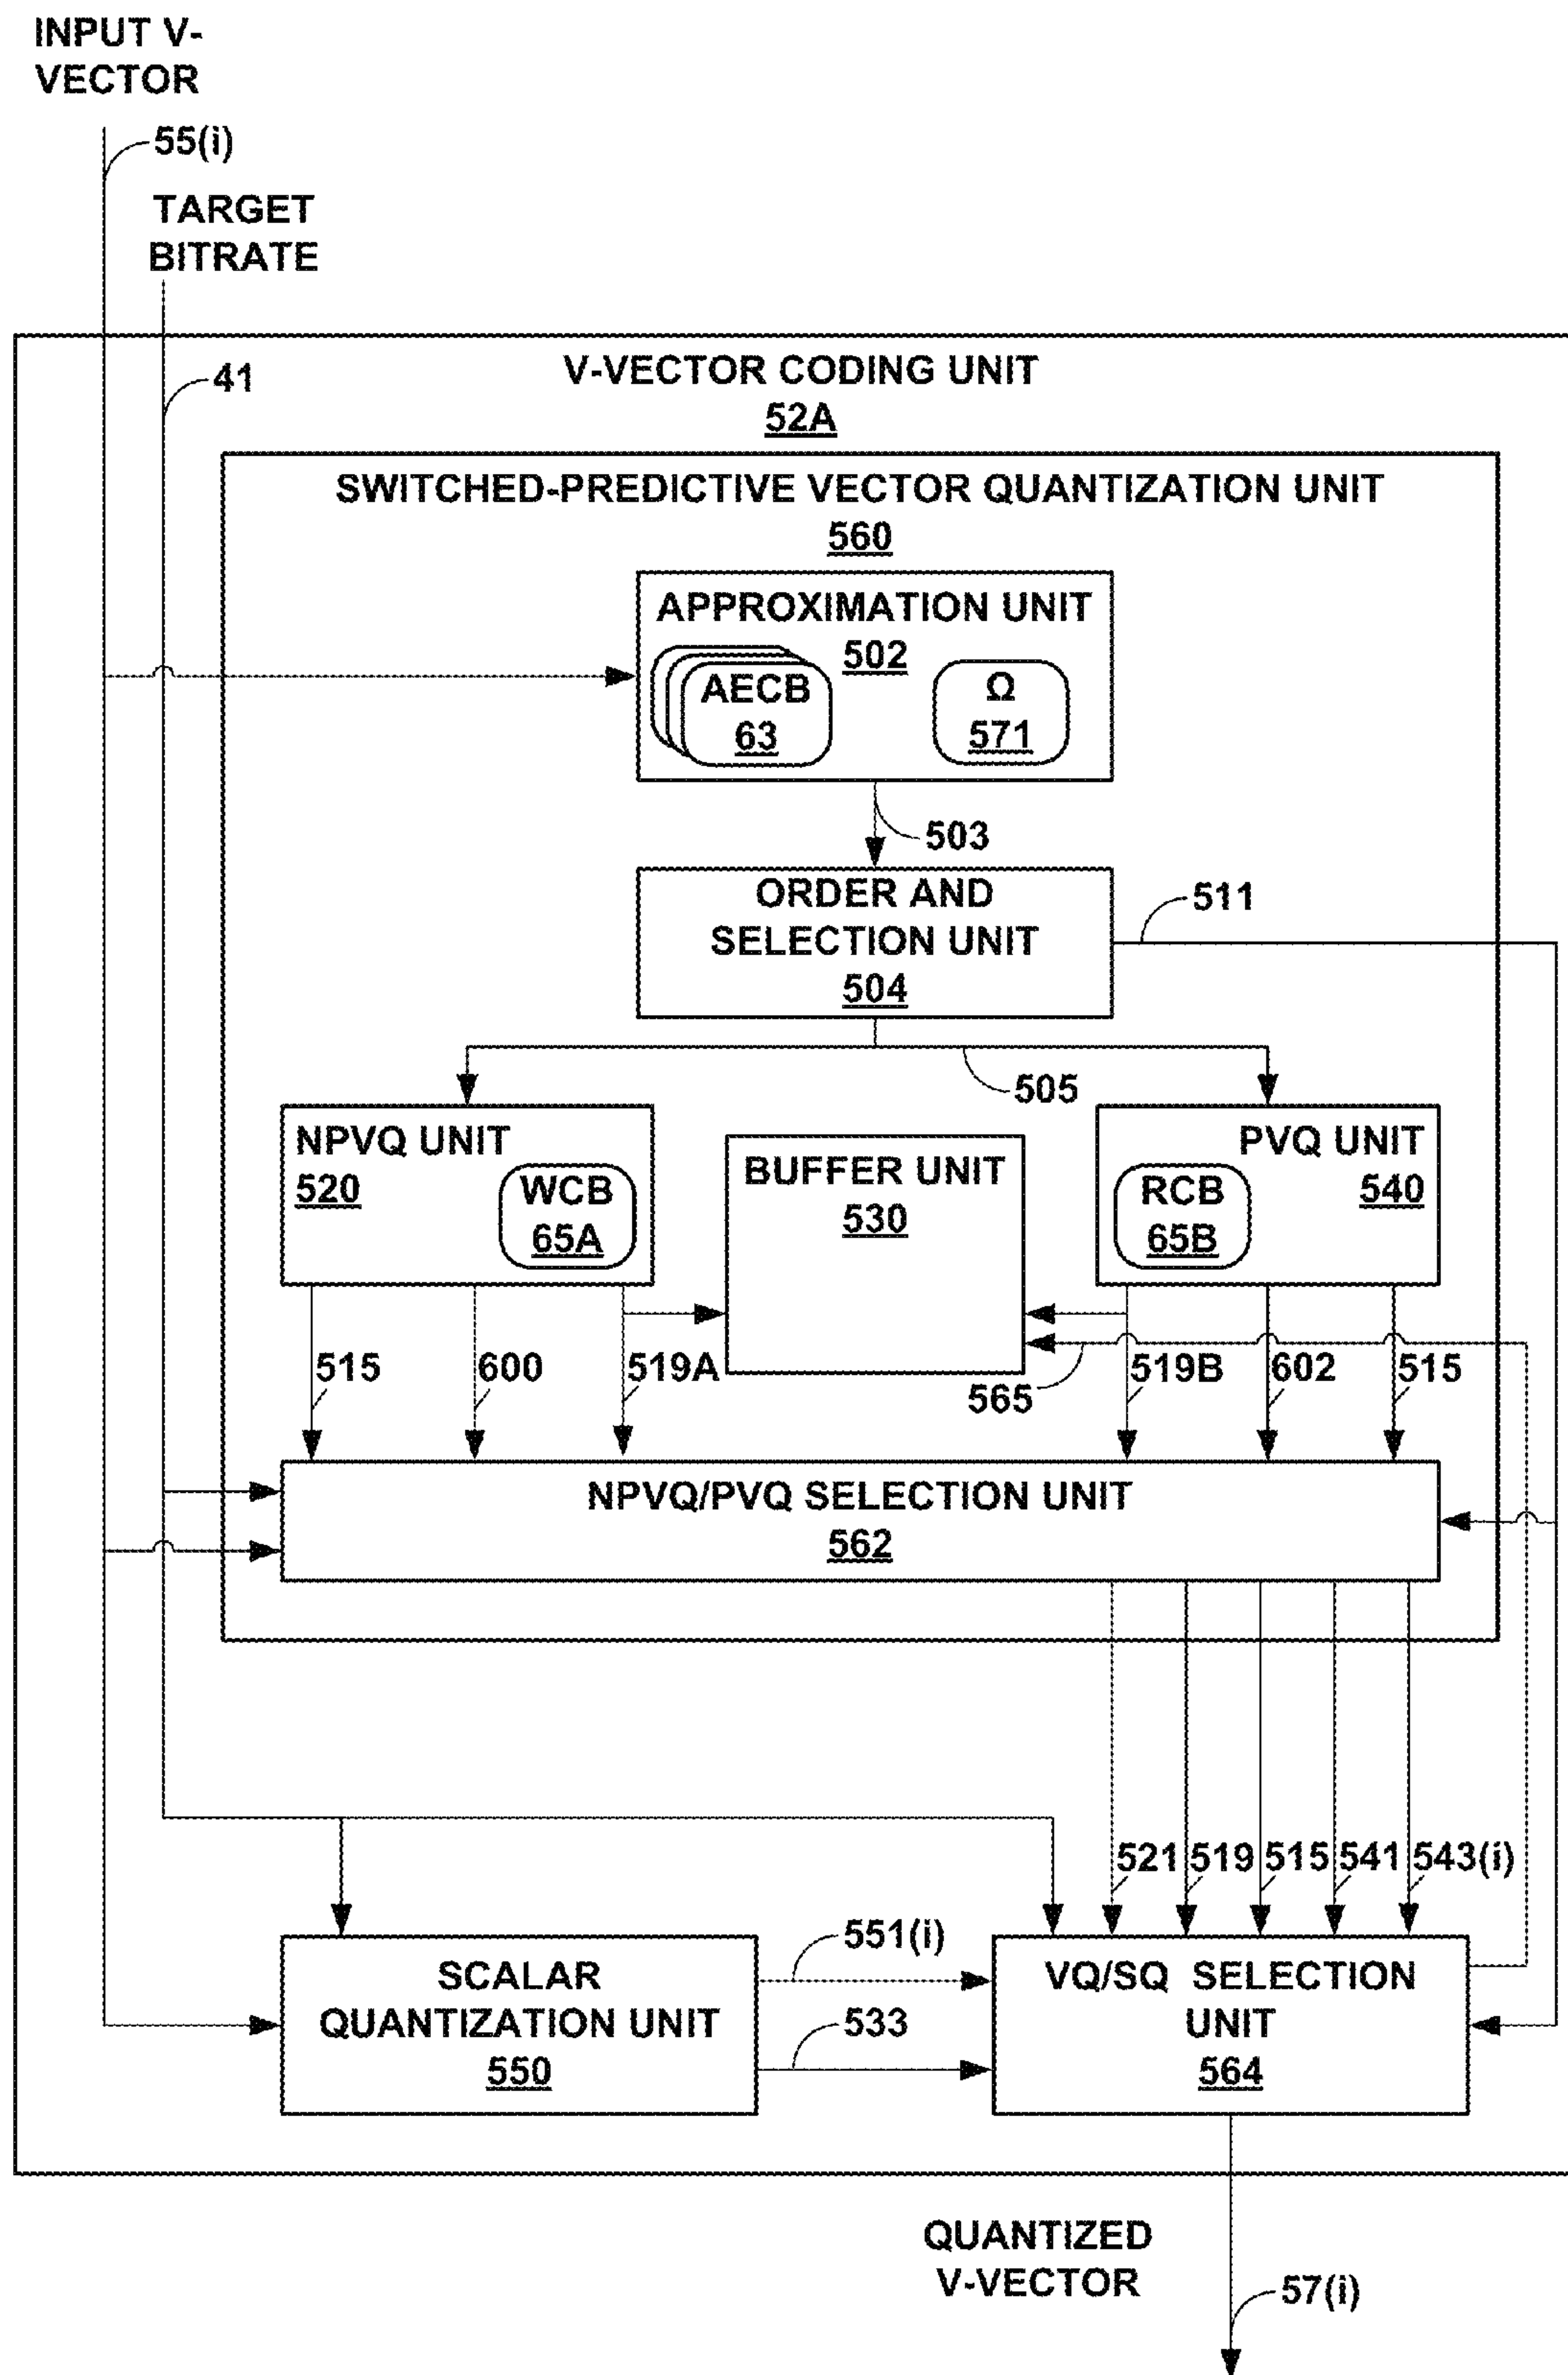 INPUT V-
VECTOR
55(i)
TARGET
BITRATE
41
V-VECTOR CODING UNIT
52A
SWITCHED-PREDICTIVE VECTOR QUANTIZATION UNIT
560
APPROXIMATION UNIT
502
AECB
63
Ω
571
503
ORDER AND
SELECTION UNIT
504
511
505
NPVQ UNIT
520
WCB
65A
BUFFER UNIT
530
PVQ UNIT
540
RCB
65B
515
600
519A
565
519B
602
515
NPVQ/PVQ SELECTION UNIT
562
521
519
515
541
543(i)
SCALAR
QUANTIZATION UNIT
550
551(i)
533
VQ/SQ SELECTION
UNIT
564
QUANTIZED
V-VECTOR
57(i)